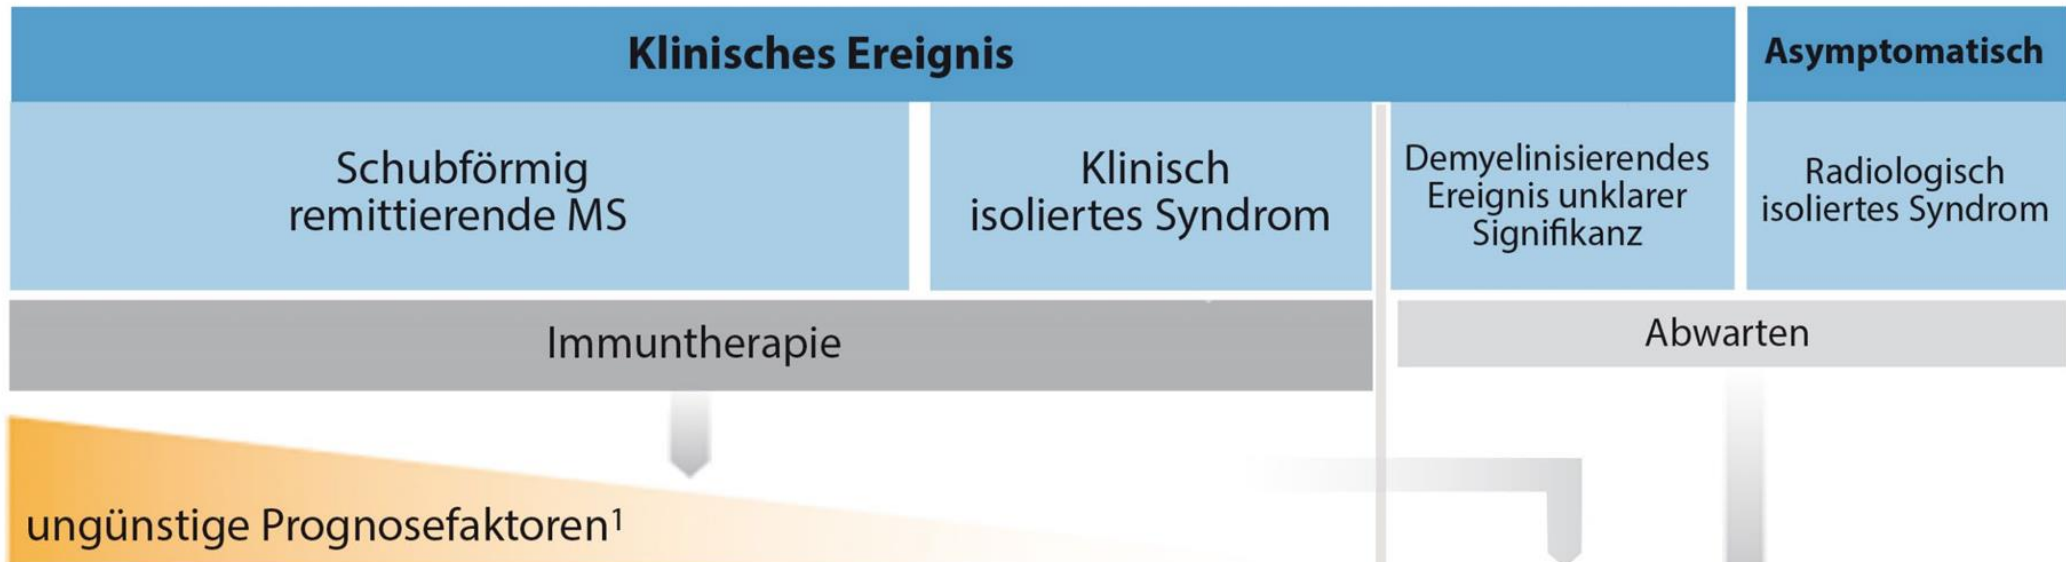 Klinisches Ereignis
Asymptomatisch
Schubförmig
remittierende MS
Klinisch
isoliertes Syndrom
Demyelinisierendes
Ereignis unklarer
Signifikanz
Radiologisch
isoliertes Syndrom
Immuntherapie
Abwarten
ungünstige Prognosefaktoren¹